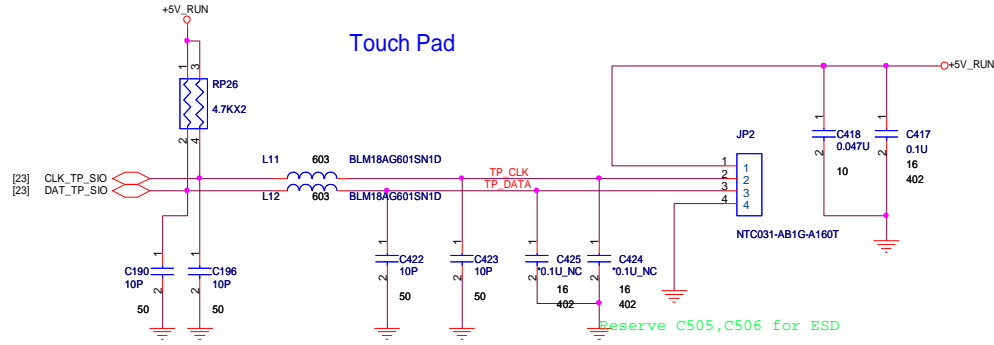 +5V_RUN
Touch Pad
+5V_RUN
1
3
RP26
4.7KX2
2
4
1
C418
0.047U
2
10
1
C417
0.1U
2
16
402
JP2
L11
603
BLM18AG601SN1D
[23]
CLK_TP_SIO
TP_CLK
[23]
DAT_TP_SIO
TP_DATA
L12
603
BLM18AG601SN1D
1
2
3
4
1
2
3
4
NTC031-AB1G-A160T
1
C190
10P
2
50
1
C196
10P
2
50
1
C422
10P
2
50
1
C423
10P
2
50
1
C425
*0.1U_NC
2
16
402
1
C424
*0.1U_NC
2
16
402
Reserve C505,C506 for ESD